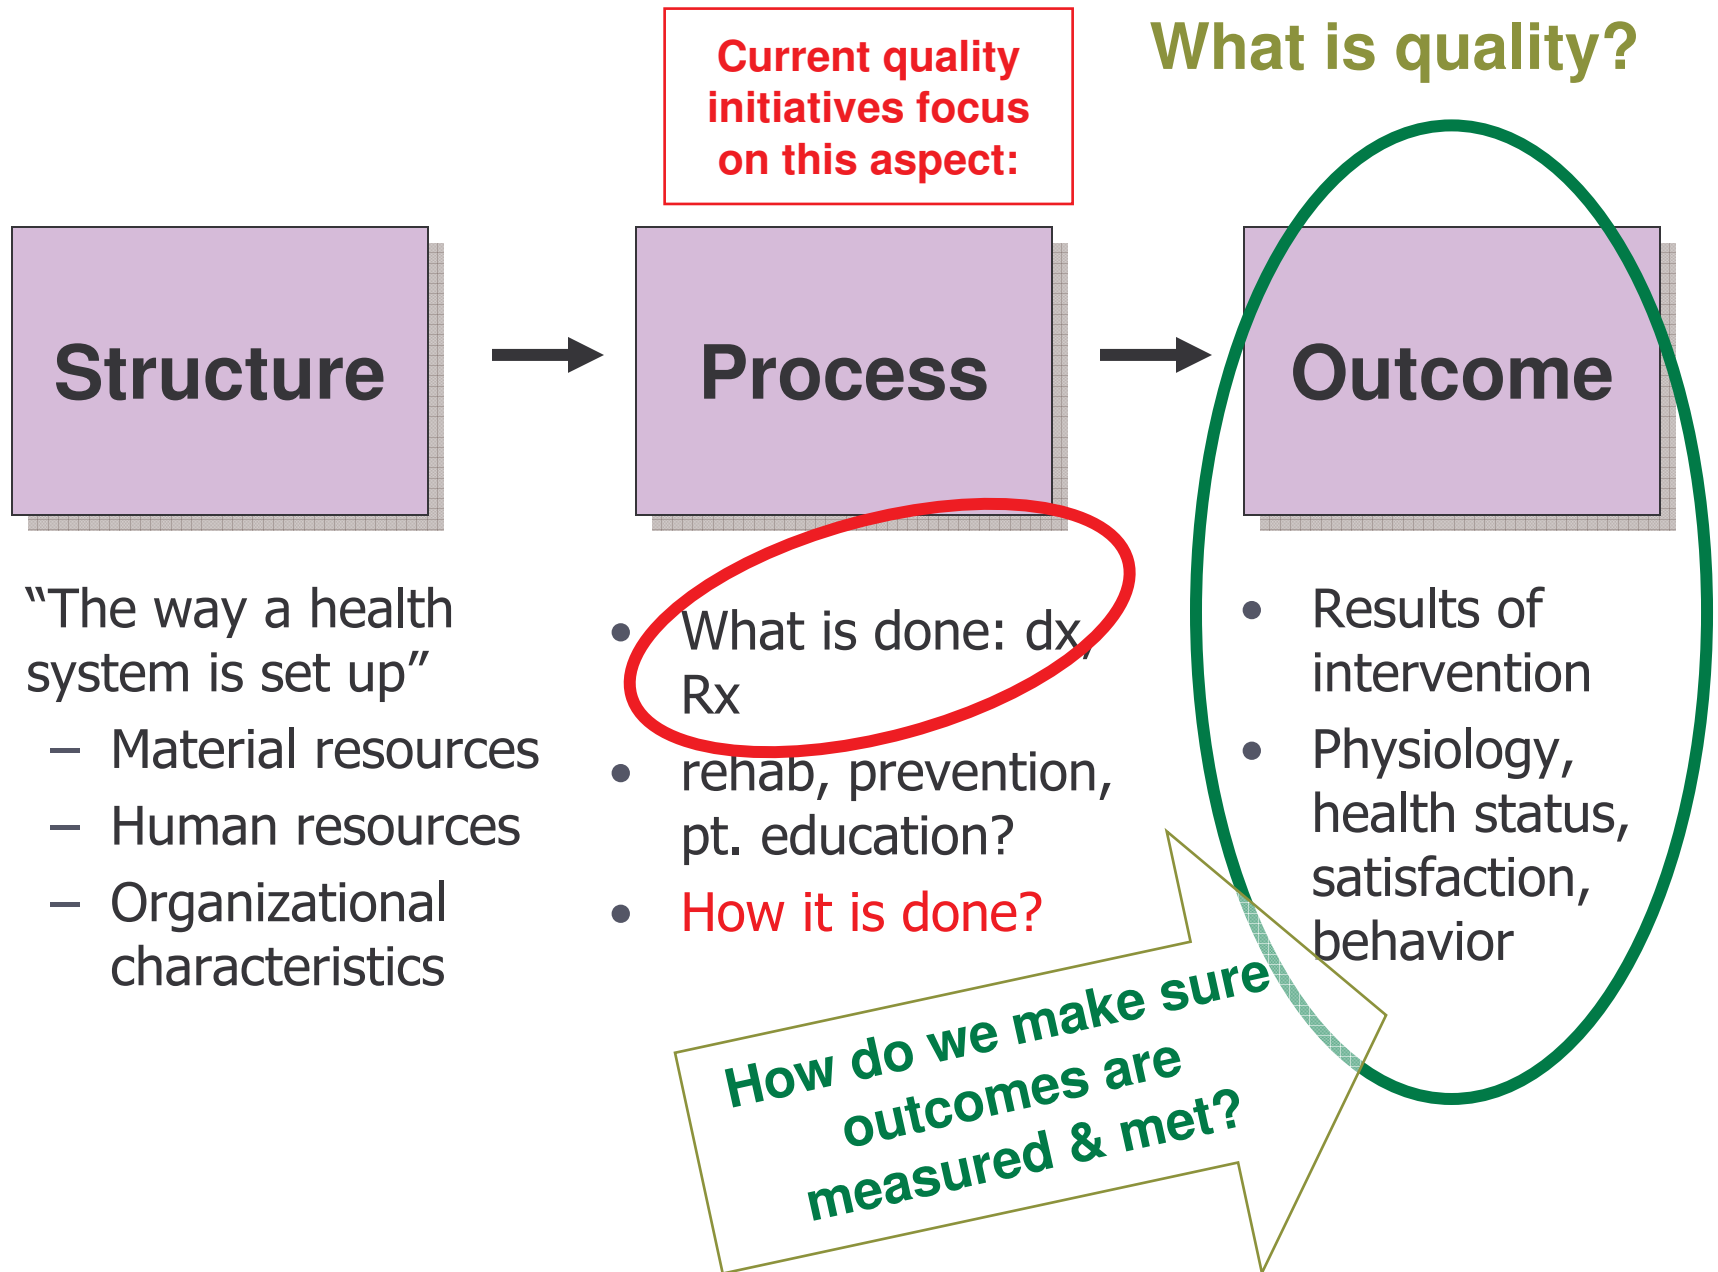 Current quality
initiatives focus
on this aspect:
What is quality?
Structure
Process
Outcome
“The way a health
system is set up”
– Material resources
– Human resources
– Organizational
characteristics
• What is done: dx,
Rx
• rehab, prevention,
pt. education?
• How it is done?
• Results of
intervention
• Physiology,
health status,
satisfaction,
behavior
How do we make sure
outcomes are
measured & met?